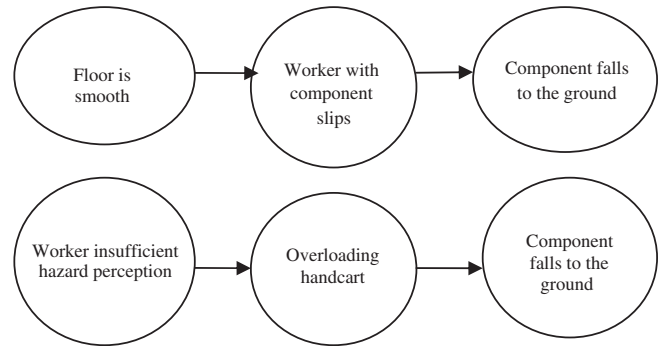 Floor is
smooth
Worker with
component
slips
Component falls
to the ground
Worker insufficient
hazard perception
Overloading
handcart
Component
falls to the
ground